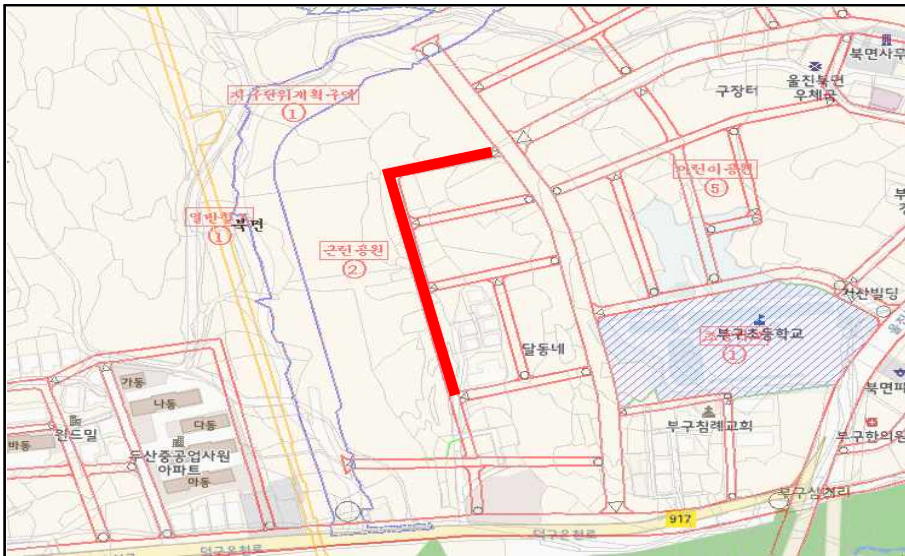 북면사무
울진북면
우체국
구장터
지구단위계획구역
①
어린이공원
⑤
일반철도
①
북면
근린공원
②
거산빌딩
부구초등학교
①
달동네
가동
나동
다동
마동
바동
윈드밀
두산중공업사원
아파트
부구침례교회
북면파
부구한의원
부구삼거리
917
덕구온천로
덕구온천로